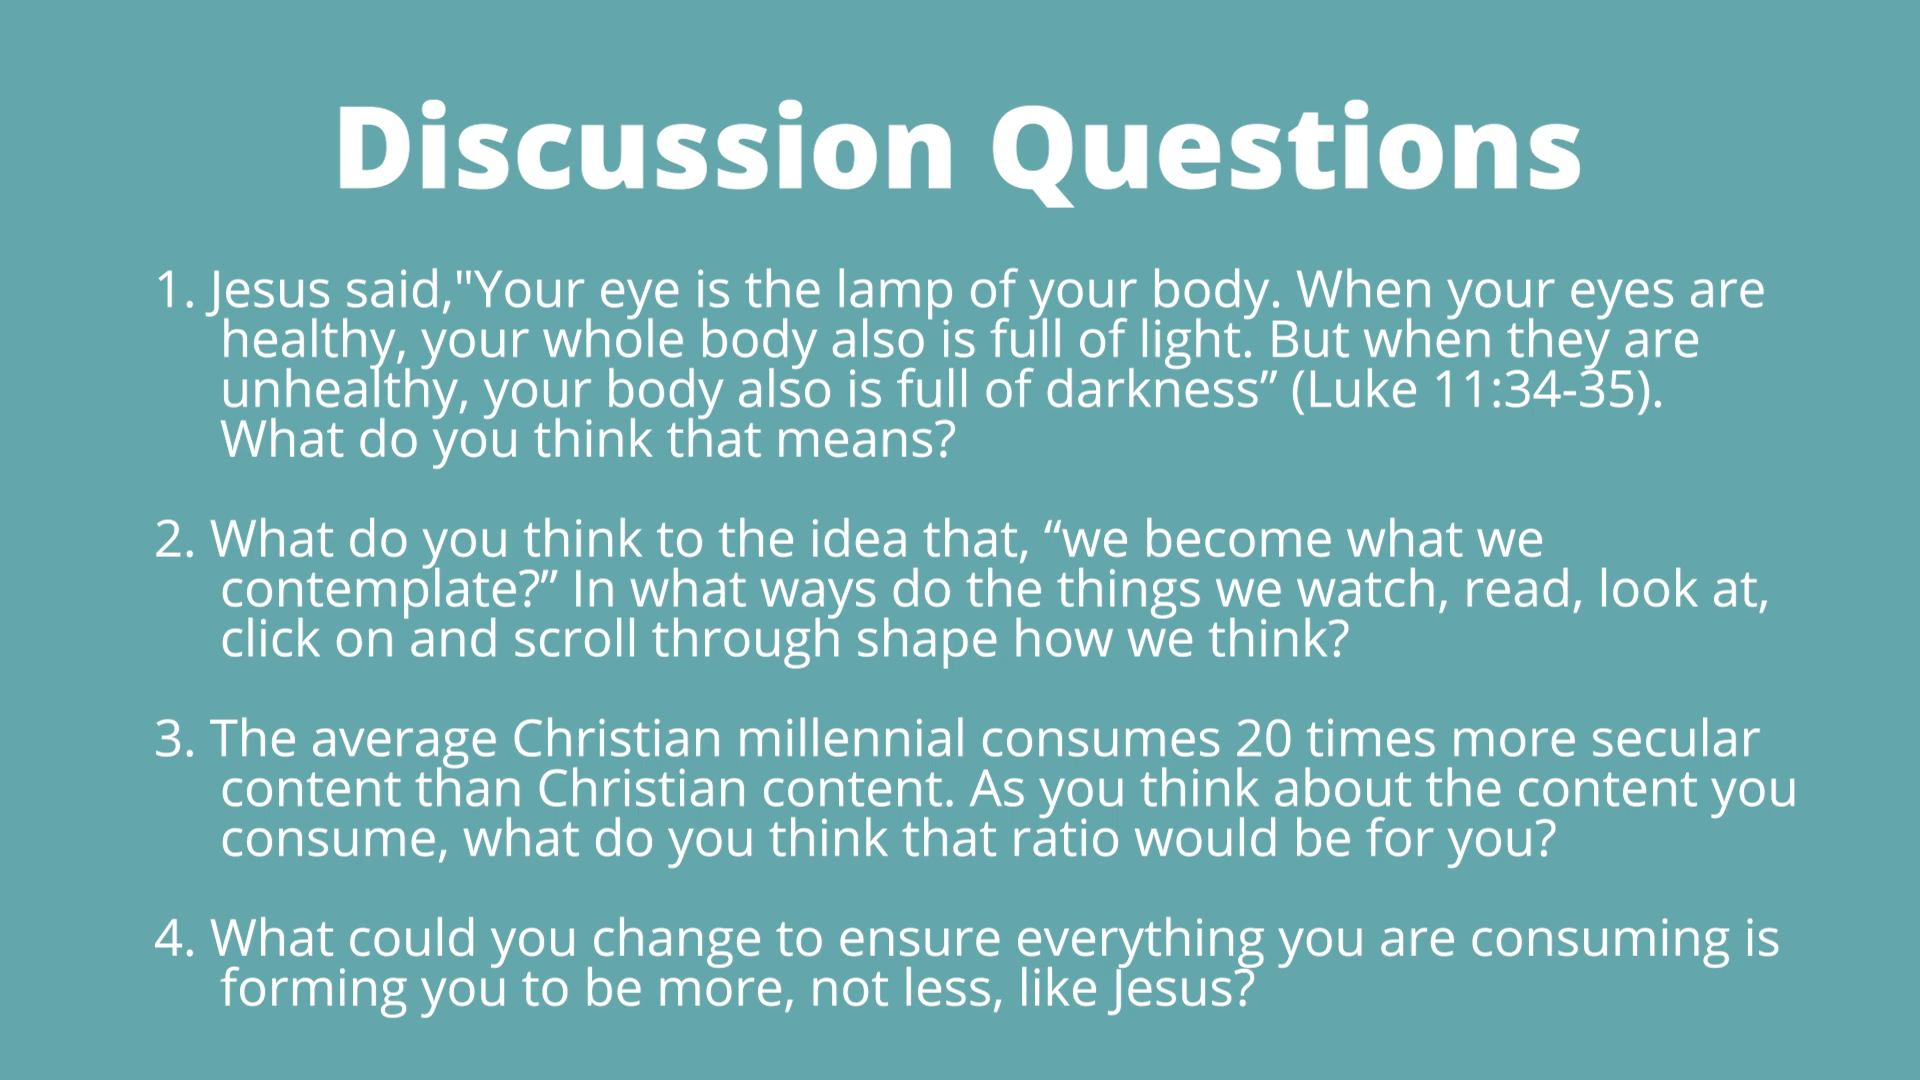 Discussion Questions
1. Jesus said,"Your eye is the lamp of your body. When your eyes are
healthy, your whole body also is full of light. But when they are
unhealthy, your body also is full of darkness” (Luke 11:34-35).
What do you think that means?
2. What do you think to the idea that, “we become what we
contemplate?” In what ways do the things we watch, read, look at,
click on and scroll through shape how we think?
3. The average Christian millennial consumes 20 times more secular
content than Christian content. As you think about the content you
consume, what do you think that ratio would be for you?
4. What could you change to ensure everything you are consuming is
forming you to be more, not less, like Jesus?